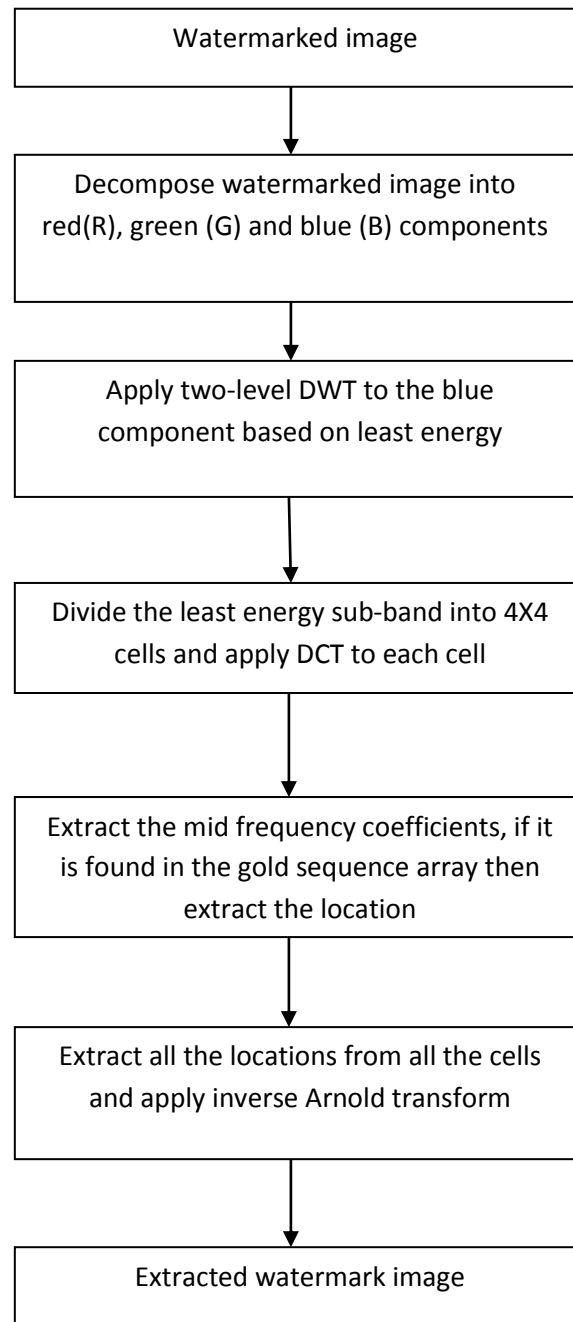 Watermarked image
Decompose watermarked image into
red(R), green (G) and blue (B) components
Apply two-level DWT to the blue
component based on least energy
Divide the least energy sub-band into 4X4
cells and apply DCT to each cell
Extract the mid frequency coefficients, if it
is found in the gold sequence array then
extract the location
Extract all the locations from all the cells
and apply inverse Arnold transform
Extracted watermark image